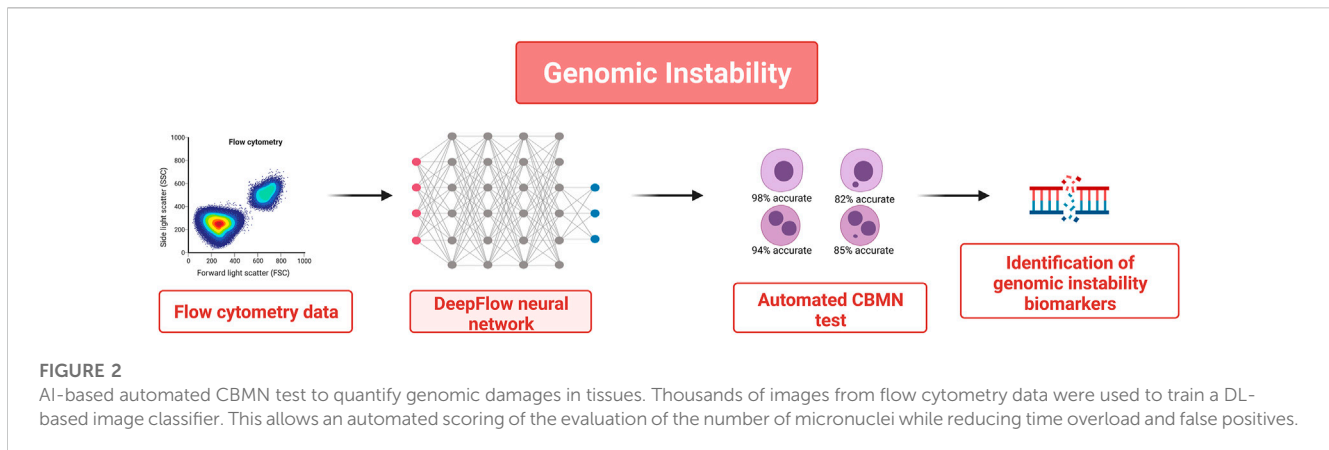 Genomic Instability
Flow cytometry
Side light scatter (SSC)
1000
800
600
400
200
0
0 200 400 600 800 1000
Forward light scatter (FSC)
98% accurate
82% accurate
94% accurate
85% accurate
Flow cytometry data
DeepFlow neural
network
Automated CBMN
test
Identification of
genomic instability
biomarkers
FIGURE 2
AI-based automated CBMN test to quantify genomic damages in tissues. Thousands of images from flow cytometry data were used to train a DL-
based image classifier. This allows an automated scoring of the evaluation of the number of micronuclei while reducing time overload and false positives.